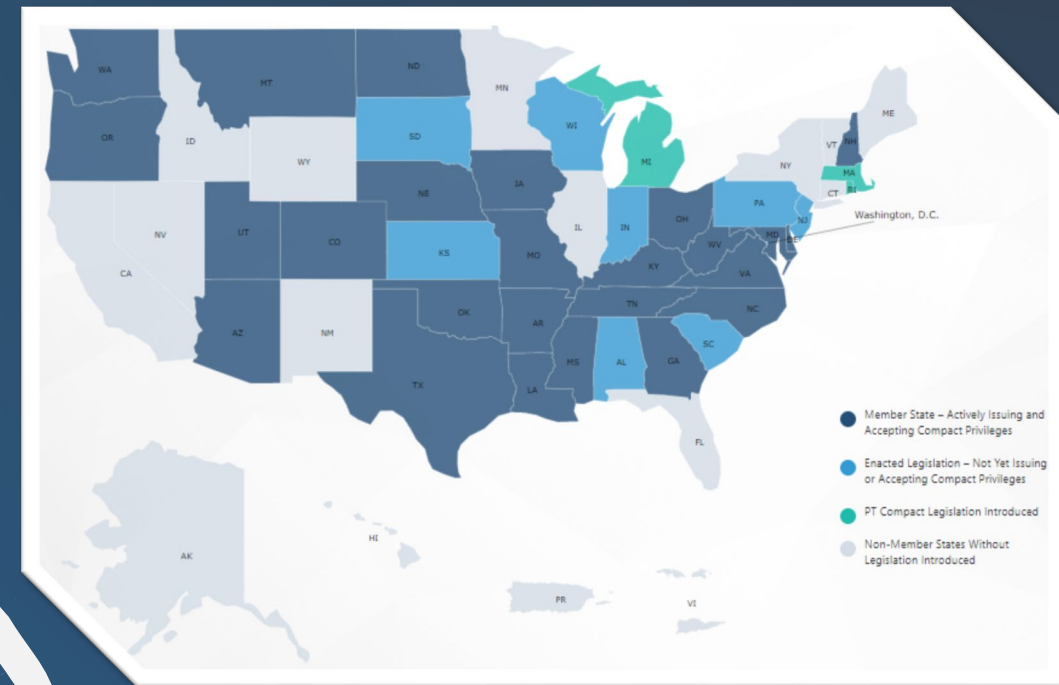 WA
MT
ND
MN
ME
OR
ID
SD
WI
VT
NH
WY
MI
NY
MA
IA
CT
RI
NE
PA
OH
IL
IN
NJ
Washington, D.C.
NV
UT
CO
MD
DE
WV
KS
MO
KY
VA
CA
NC
TN
OK
AR
AZ
NM
SC
MS
AL
GA
TX
LA
FL
Member State – Actively Issuing and
Accepting Compact Privileges
Enacted Legislation – Not Yet Issuing
or Accepting Compact Privileges
PT Compact Legislation Introduced
Non-Member States Without
Legislation Introduced
HI
AK
PR
VI